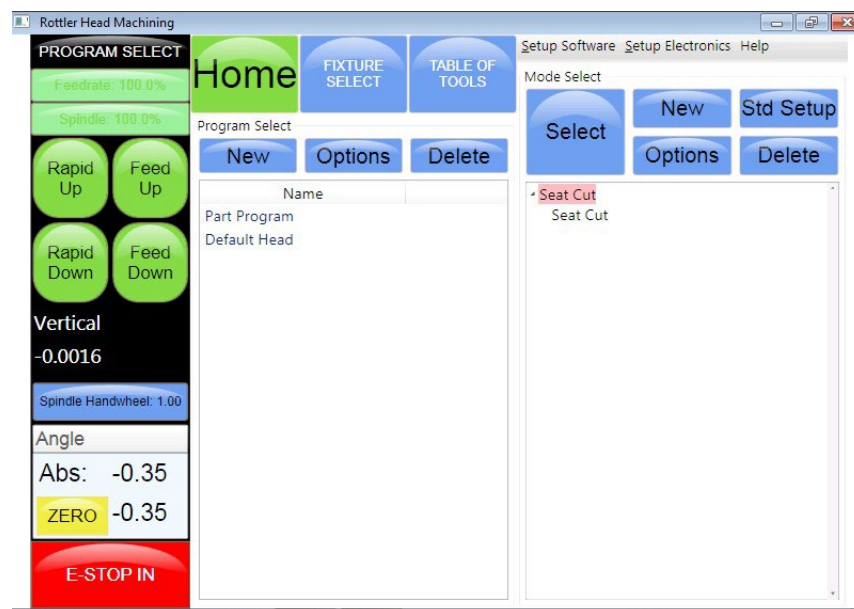 Rottler Head Machining
PROGRAM SELECT
Feedrate: 100.0%
Spindle: 100.0%
Rapid Up
Feed Up
Rapid Down
Feed Down
Vertical
-0.0016
Spindle Handwheel: 1.00
Angle
Abs: -0.35
ZERO -0.35
E-STOP IN
Home
FIXTURE SELECT
TABLE OF TOOLS
Program Select
New Options Delete
Name
Part Program
Default Head
Setup Software Setup Electronics Help
Mode Select
Select
New
Std Setup
Options
Delete
Seat Cut
Seat Cut